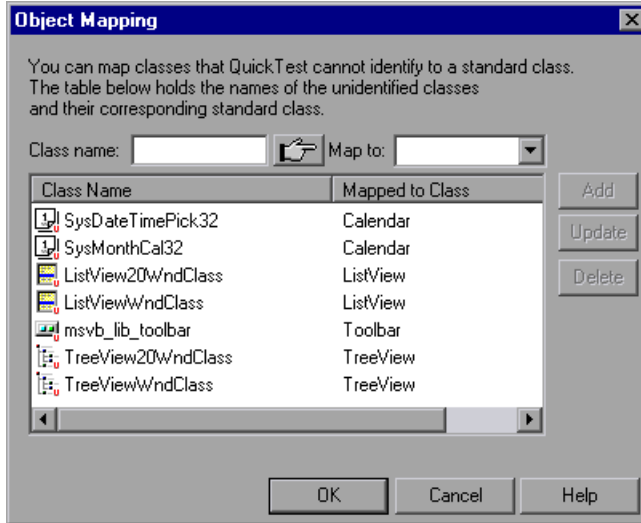 Object Mapping
You can map classes that QuickTest cannot identify to a standard class.
The table below holds the names of the unidentified classes
and their corresponding standard class.
Class name: Map to:
Class Name Mapped to Class
SysDateTimePick32 Calendar
SysMonthCal32 Calendar
ListView20WndClass ListView
ListViewWndClass ListView
msvb_lib_toolbar Toolbar
TreeView20WndClass TreeView
TreeViewWndClass TreeView
Add
Update
Delete
OK Cancel Help